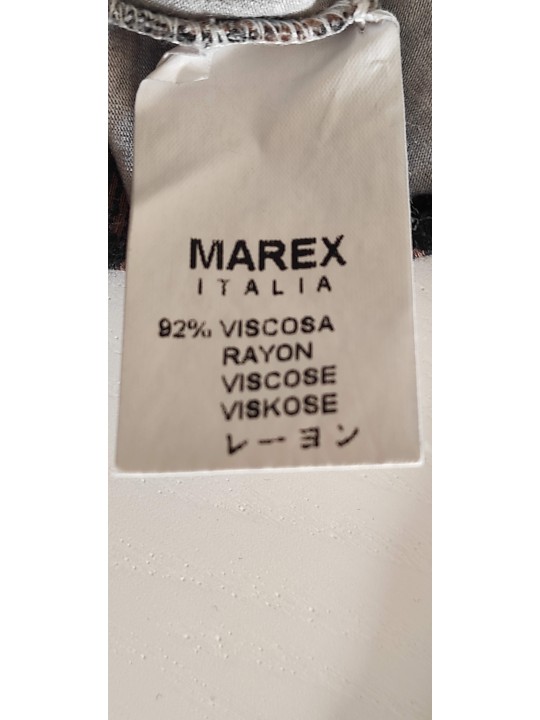 MAREX
ITALIA
92% VISCOSA
RAYON
VISCOSE
VISKOSE
レーヨン